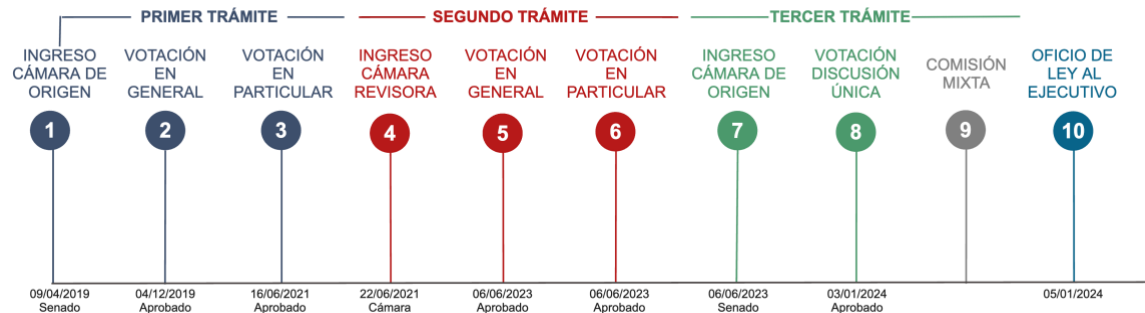 PRIMER TRÁMITE
SEGUNDO TRÁMITE
TERCER TRÁMITE
INGRESO
CÁMARA DE
ORIGEN
VOTACIÓN
EN
GENERAL
VOTACIÓN
EN
PARTICULAR
INGRESO
CÁMARA
REVISORA
VOTACIÓN
EN
GENERAL
VOTACIÓN
EN
PARTICULAR
INGRESO
CÁMARA DE
ORIGEN
VOTACIÓN
DISCUSIÓN
ÚNICA
COMISIÓN
MIXTA
OFICIO DE
LEY AL
EJECUTIVO
1
2
3
4
5
6
7
8
9
10
09/04/2019
Senado
04/12/2019
Aprobado
16/06/2021
Aprobado
22/06/2021
Cámara
06/06/2023
Aprobado
06/06/2023
Aprobado
06/06/2023
Senado
03/01/2024
Aprobado
05/01/2024